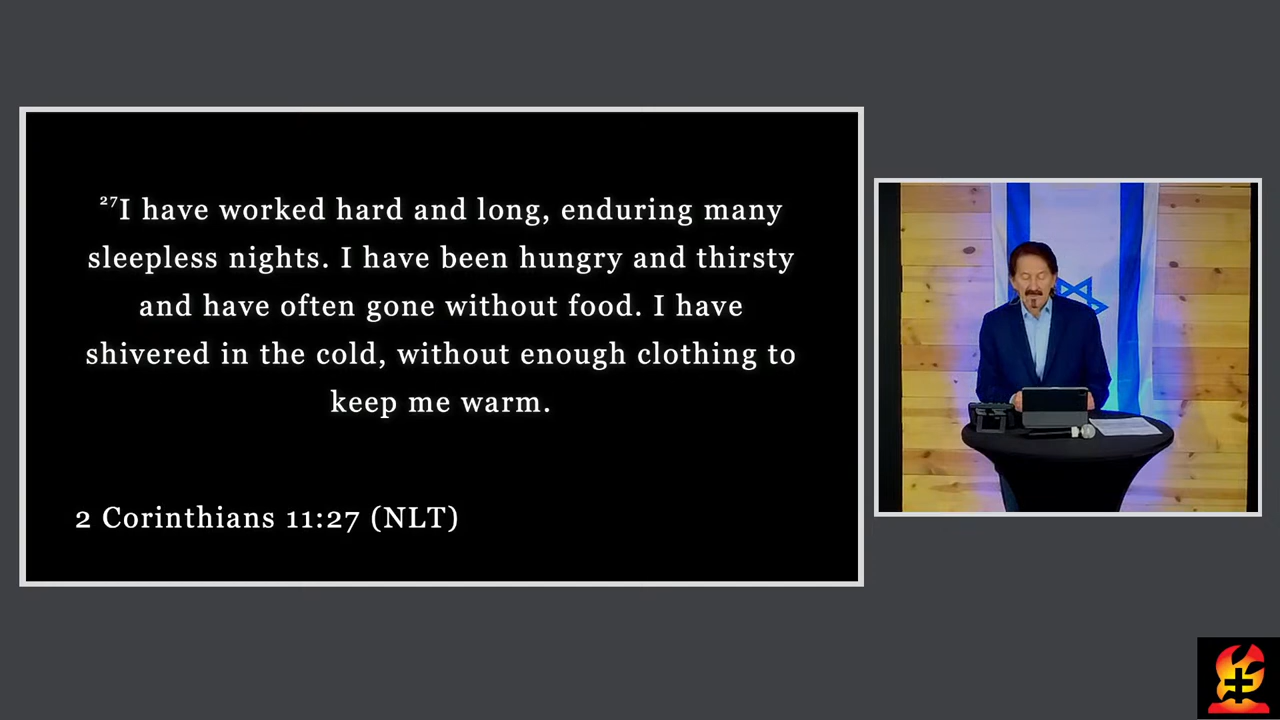 ²⁷I have worked hard and long, enduring many
sleepless nights. I have been hungry and thirsty
and have often gone without food. I have
shivered in the cold, without enough clothing to
keep me warm.
2 Corinthians 11:27 (NLT)